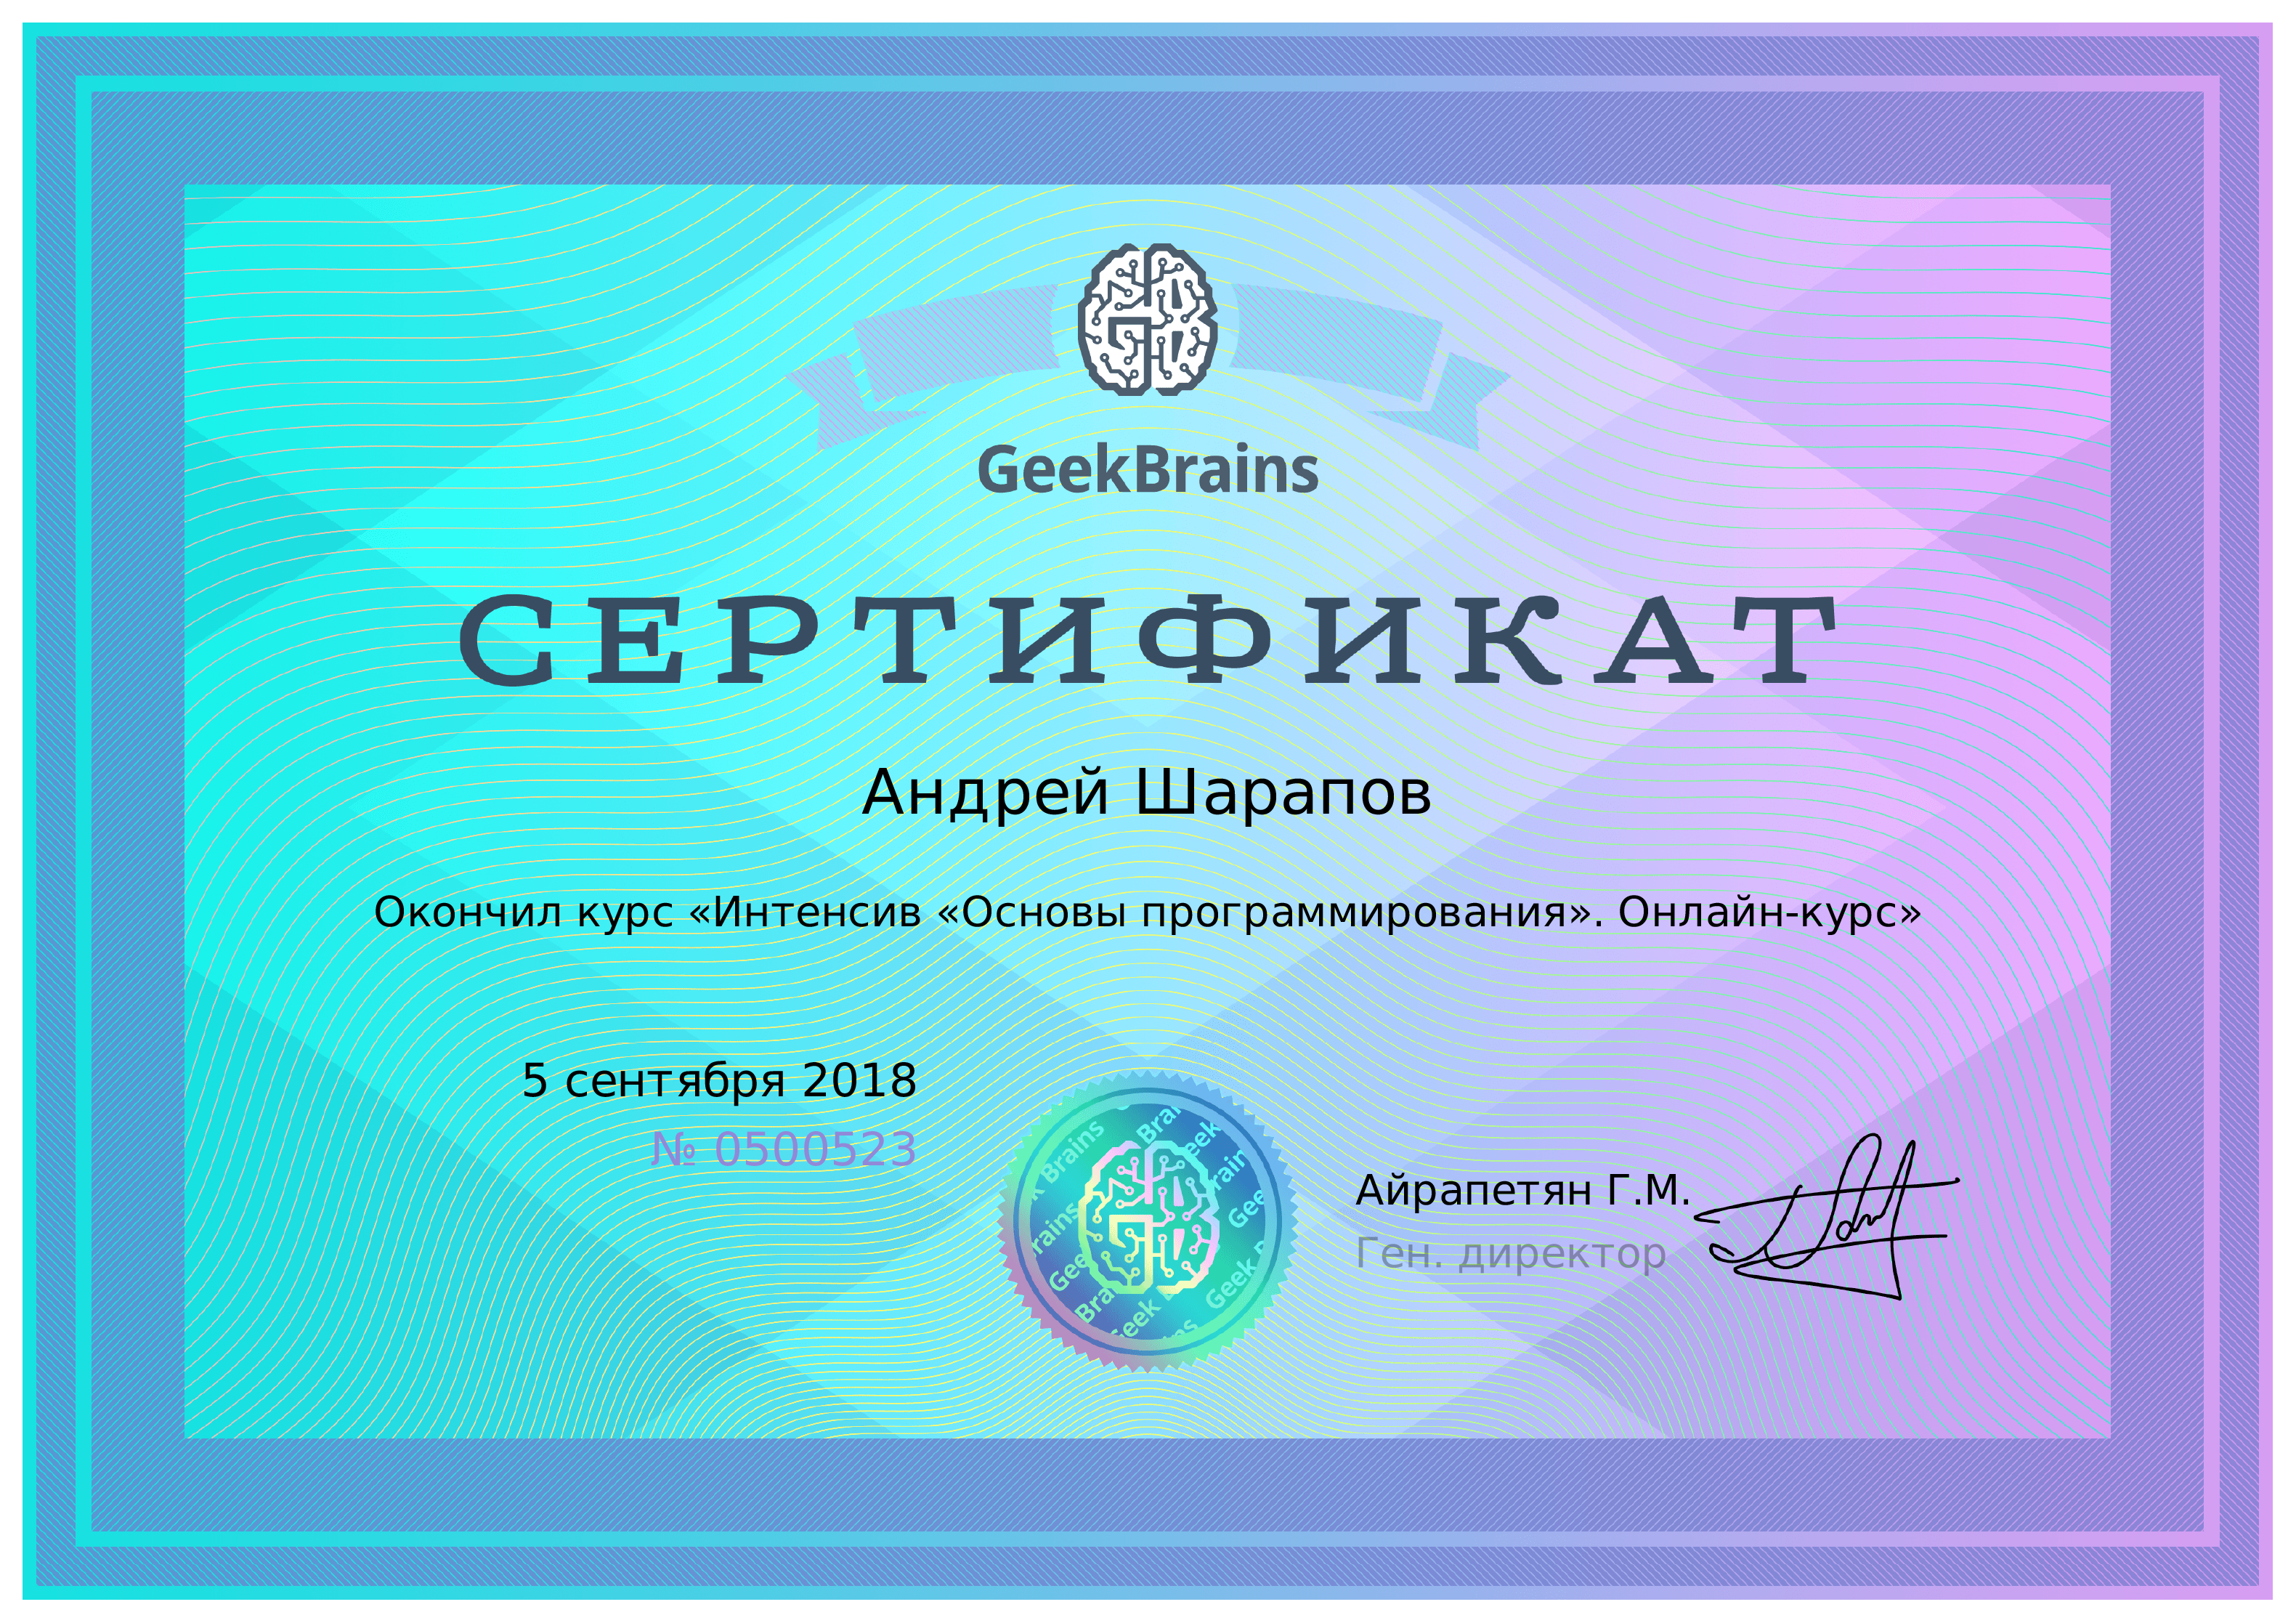 GeekBrains
СЕРТИФИКАТ
Андрей Шарапов
Окончил курс «Интенсив «Основы программирования». Онлайн-курс»
5 сентября 2018
№ 0500523
Айрапетян Г.М.
Ген. директор